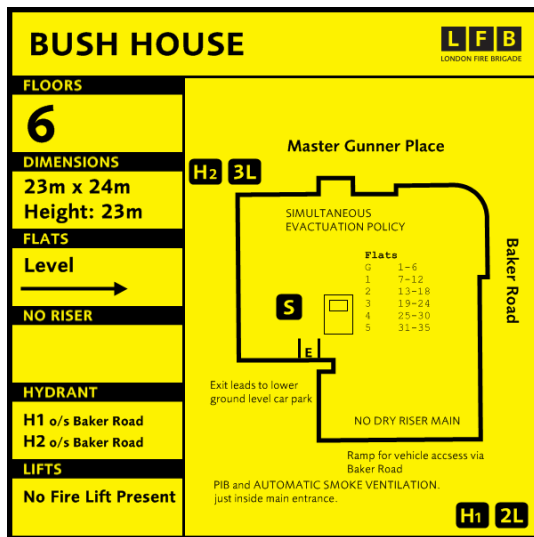 BUSH HOUSE
LFB
LONDON FIRE BRIGADE
FLOORS
6
DIMENSIONS
23m x 24m
Height: 23m
FLATS
Level
NO RISER
HYDRANT
H1 o/s Baker Road
H2 o/s Baker Road
LIFTS
No Fire Lift Present
Master Gunner Place
H2 3L
SIMULTANEOUS
EVACTUATION POLICY
Flats
G 1-6
1 7-12
2 13-18
3 19-24
4 25-30
5 31-35
Baker Road
S
E
Exit leads to lower
ground level car park
NO DRY RISER MAIN
Ramp for vehicle accsess via
Baker Road
PIB and AUTOMATIC SMOKE VENTILATION.
just inside main entrance.
H1 2L